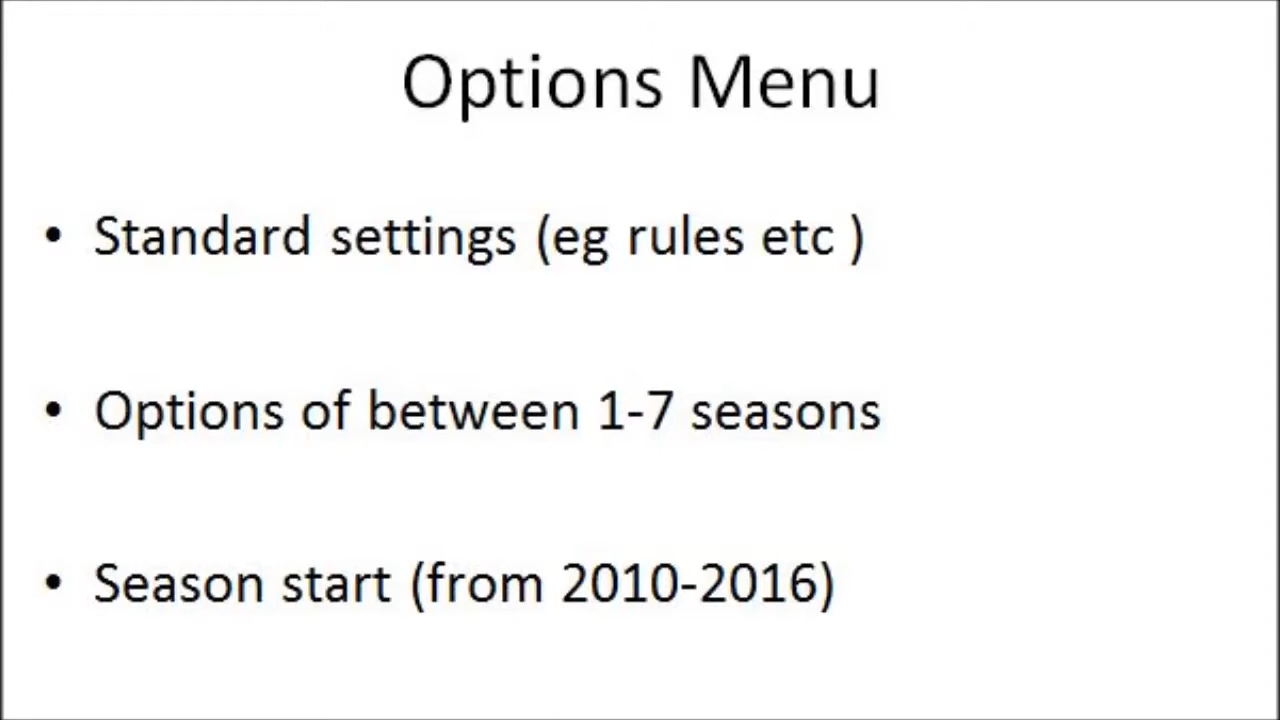 Options Menu
• Standard settings (eg rules etc )
• Options of between 1-7 seasons
• Season start (from 2010-2016)